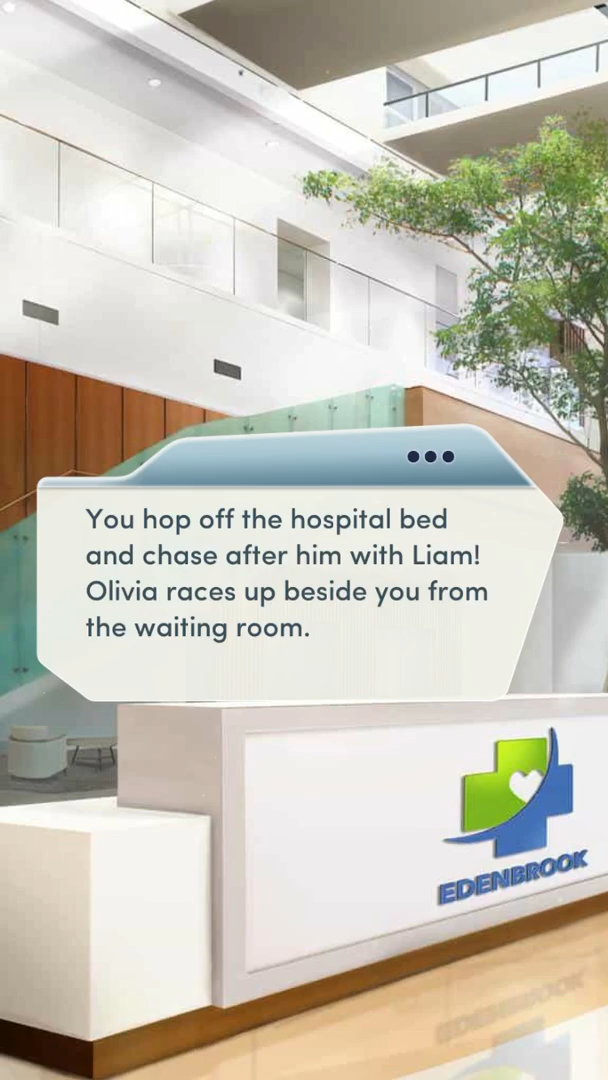 You hop off the hospital bed
and chase after him with Liam!
Olivia races up beside you from
the waiting room.
EDENBROOK
EDENBROOK